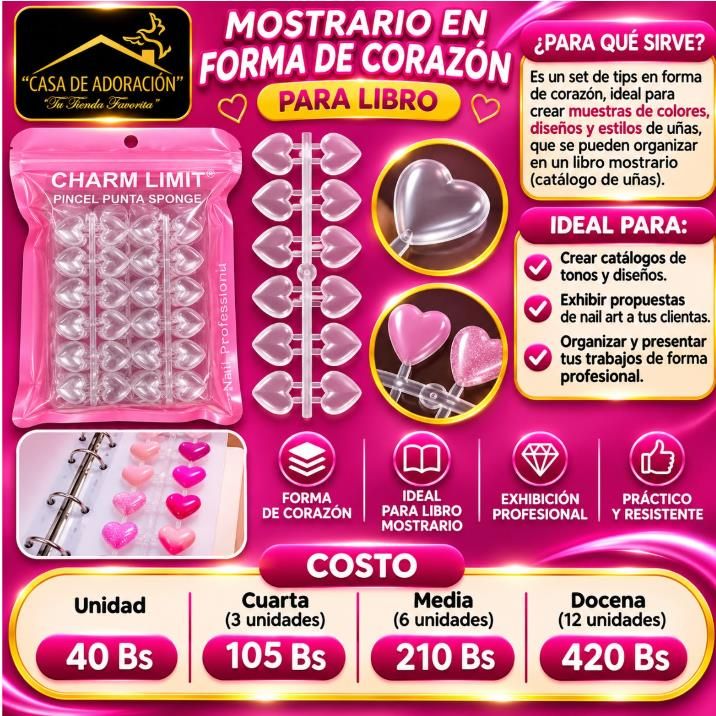 "CASA DE ADORACIÓN"
"Tu Tienda Favorita"
MOSTRARIO EN
FORMA DE CORAZÓN
PARA LIBRO
¿PARA QUÉ SIRVE?
Es un set de tips en forma
de corazón, ideal para
crear muestras de colores,
diseños y estilos de uñas,
que se pueden organizar
en un libro mostrario
(catálogo de uñas).
CHARM LIMIT®
PINCEL PUNTA SPONGE
Nail Professionu
IDEAL PARA:
Crear catálogos de
tonos y diseños.
Exhibir propuestas
de nail art a tus clientas.
Organizar y presentar
tus trabajos de forma
profesional.
FORMA
DE CORAZÓN
IDEAL
PARA LIBRO
MOSTRARIO
EXHIBICIÓN
PROFESIONAL
PRÁCTICO
Y RESISTENTE
COSTO
Unidad
40 Bs
Cuarta
(3 unidades)
105 Bs
Media
(6 unidades)
210 Bs
Docena
(12 unidades)
420 Bs